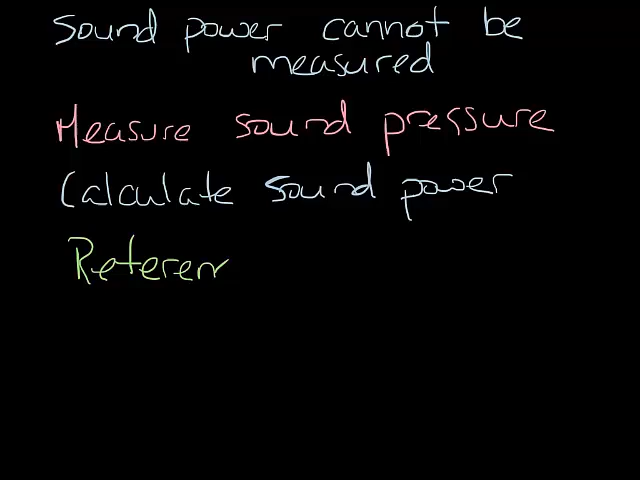 Sound power cannot be
measured
Measure sound pressure
Calculate sound power
Referen